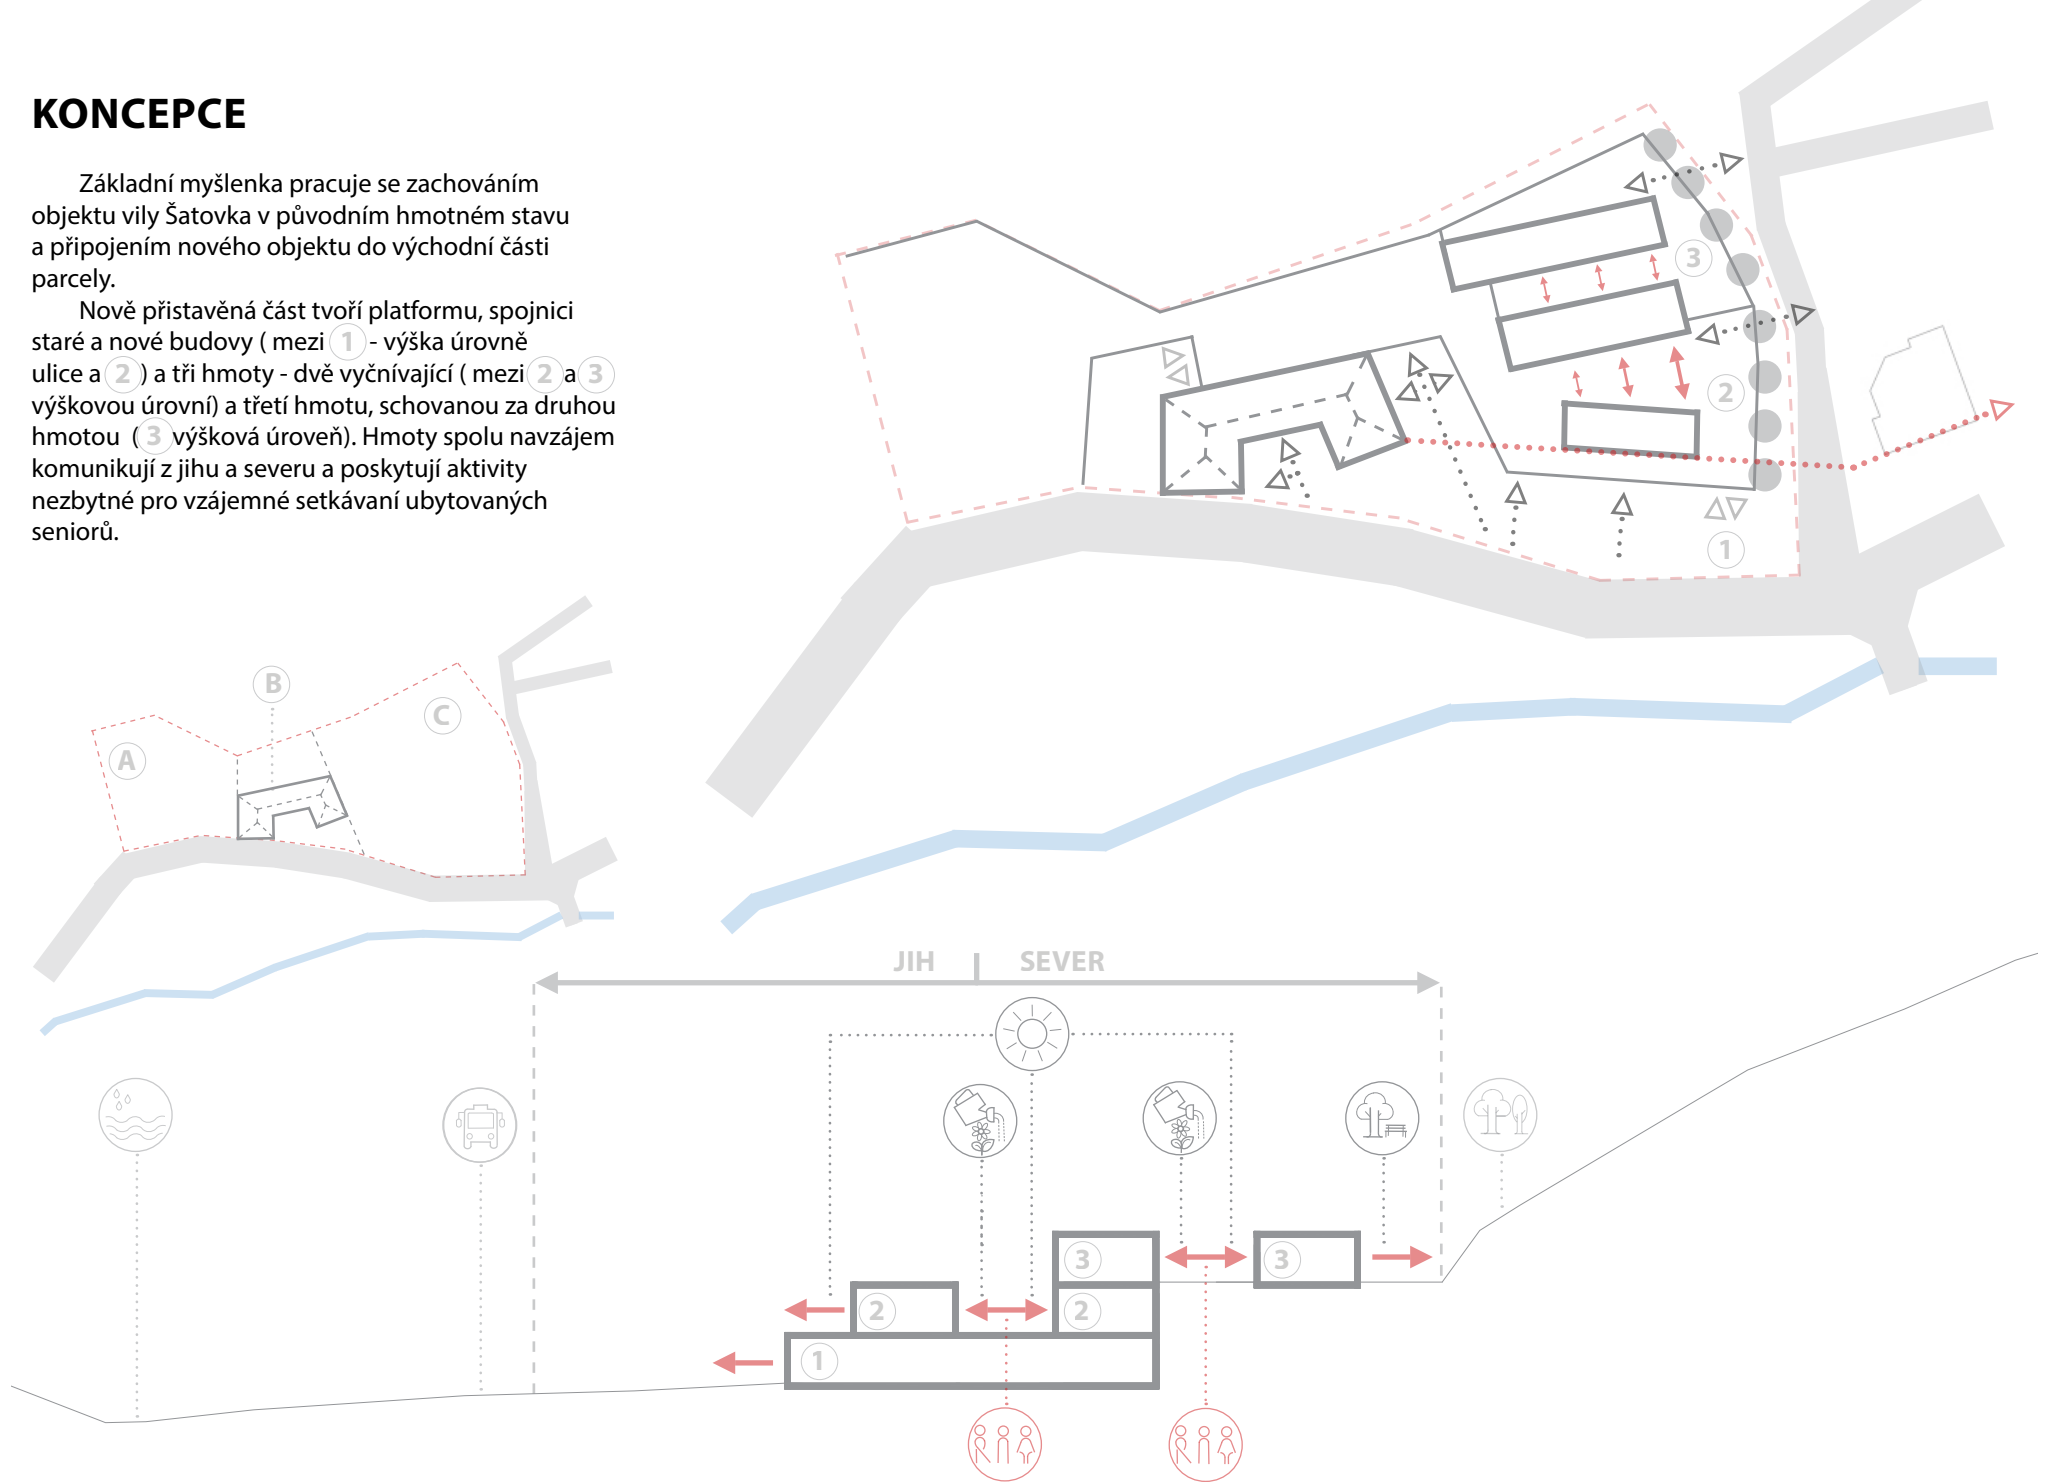 KONCEPCE
Základní myšlenka pracuje se zachováním
objektu vily Šatovka v původním hmotném stavu
a připojením nového objektu do východní části
parcely.
Nově přistavěná část tvoří platformu, spojnici
staré a nové budovy ( mezi 1 - výška úrovně
ulice a 2 ) a tři hmoty - dvě vyčnívající ( mezi 2 a 3
výškovou úrovní) a třetí hmotu, schovanou za druhou
hmotou ( 3 výšková úroveň). Hmoty spolu navzájem
komunikují z jihu a severu a poskytují aktivity
nezbytné pro vzájemné setkávaní ubytovaných
seniorů.
3
2
1
B
C
A
JIH | SEVER
3
3
2
2
1